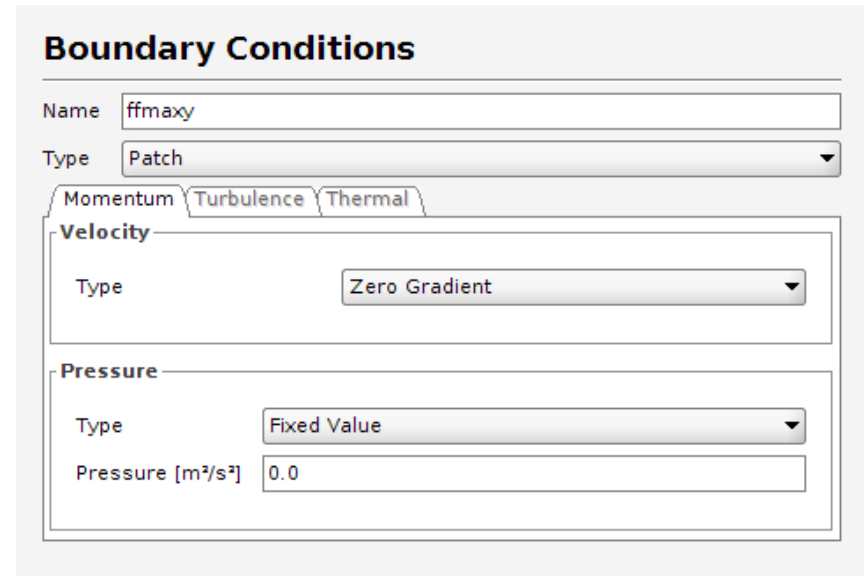 Boundary Conditions
Name ffmaxy
Type Patch
Momentum Turbulence Thermal
Velocity
Type Zero Gradient
Pressure
Type Fixed Value
Pressure [m²/s²] 0.0